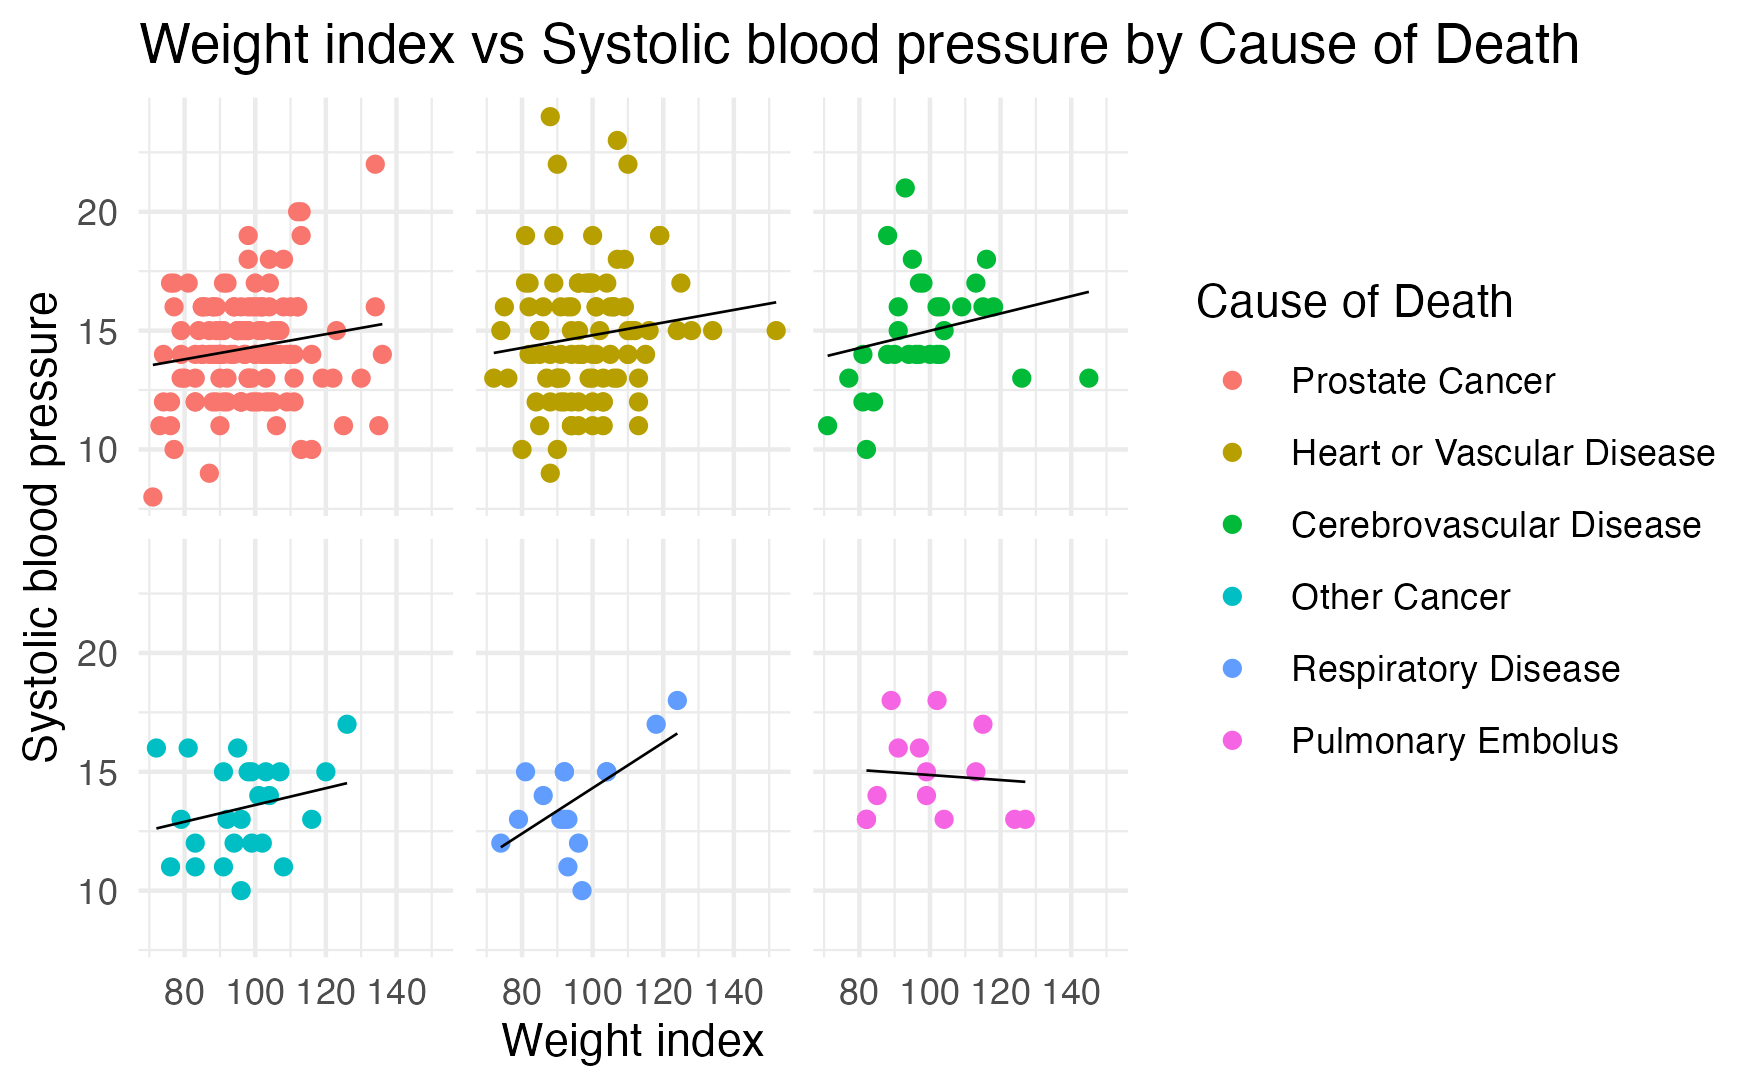 Weight index vs Systolic blood pressure by Cause of Death
Systolic blood pressure
20
15
10
20
15
10
80 100 120 140
80 100 120 140
80 100 120 140
Weight index
Cause of Death
Prostate Cancer
Heart or Vascular Disease
Cerebrovascular Disease
Other Cancer
Respiratory Disease
Pulmonary Embolus